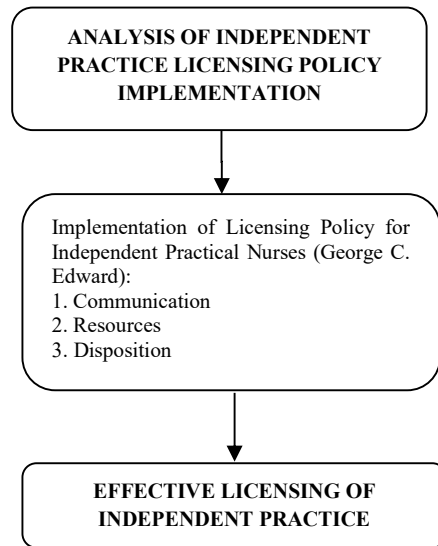 ANALYSIS OF INDEPENDENT
PRACTICE LICENSING POLICY
IMPLEMENTATION
Implementation of Licensing Policy for
Independent Practical Nurses (George C.
Edward):
1. Communication
2. Resources
3. Disposition
EFFECTIVE LICENSING OF
INDEPENDENT PRACTICE